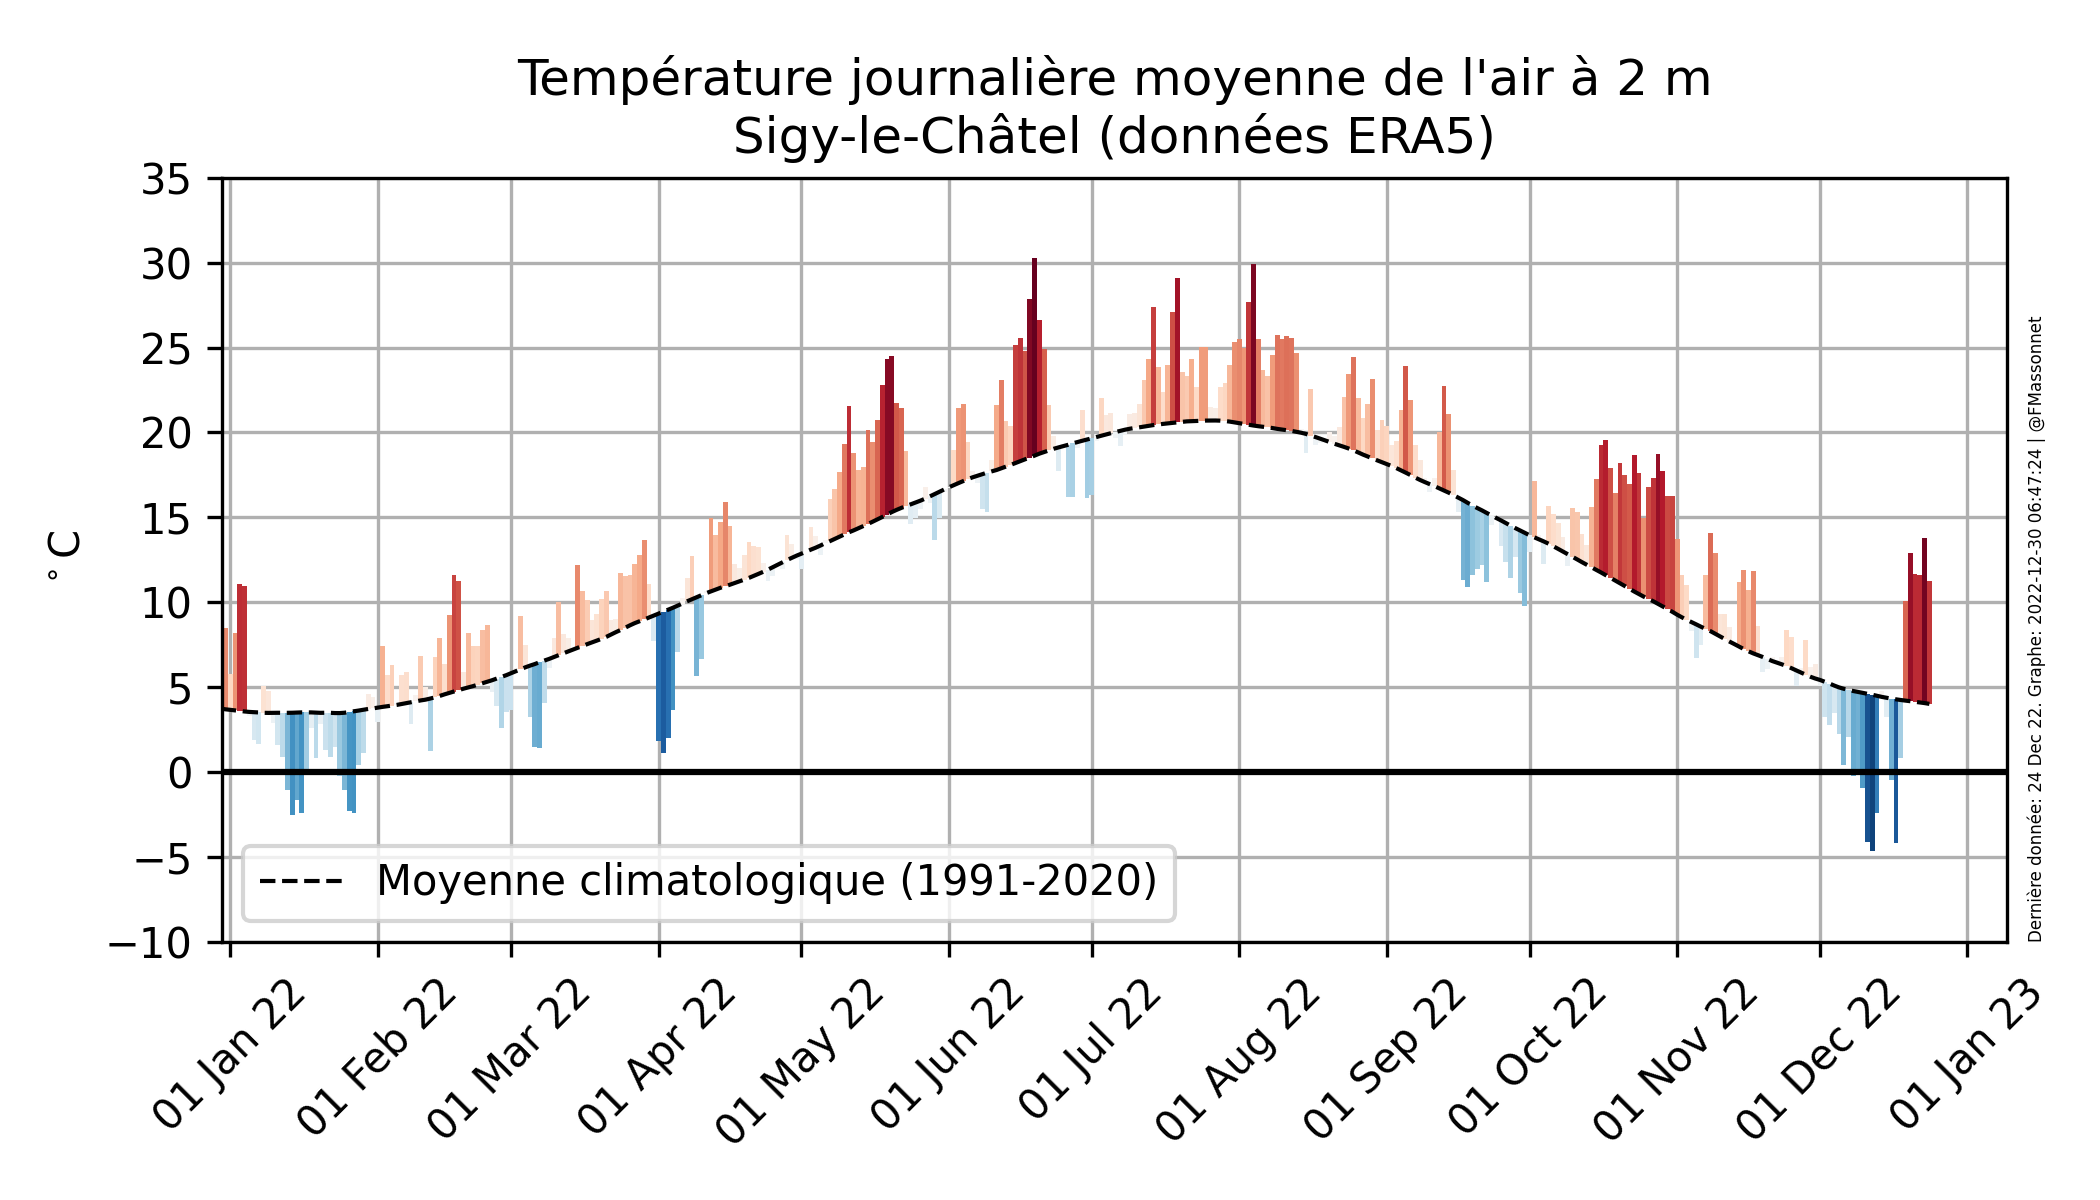 Température journalière moyenne de l'air à 2 m
Sigy-le-Châtel (données ERA5)
35
30
25
20
15
10
5
0
−5
−10
° C
Moyenne climatologique (1991-2020)
01 Jan 22
01 Feb 22
01 Mar 22
01 Apr 22
01 May 22
01 Jun 22
01 Jul 22
01 Aug 22
01 Sep 22
01 Oct 22
01 Nov 22
01 Dec 22
01 Jan 23
Dernière donnée: 24 Dec 22. Graphe: 2022-12-30 06:47:24 | @FMassonnet